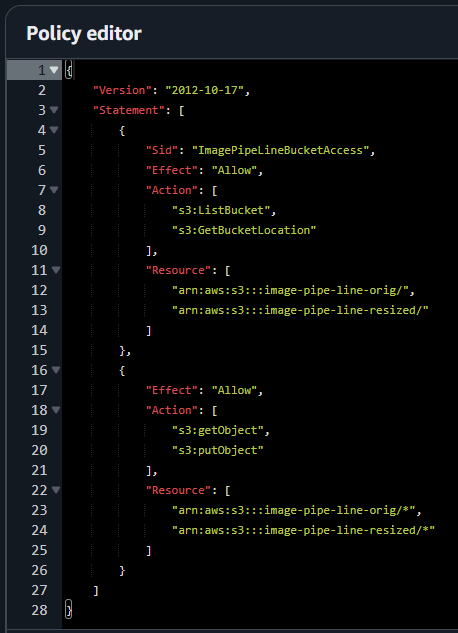 Policy editor
1 {
2 "Version": "2012-10-17",
3 "Statement": [
4 {
5 "Sid": "ImagePipeLineBucketAccess",
6 "Effect": "Allow",
7 "Action": [
8 "s3:ListBucket",
9 "s3:GetBucketLocation"
10 ],
11 "Resource": [
12 "arn:aws:s3:::image-pipe-line-orig/",
13 "arn:aws:s3:::image-pipe-line-resized/"
14 ]
15 },
16 {
17 "Effect": "Allow",
18 "Action": [
19 "s3:getObject",
20 "s3:putObject"
21 ],
22 "Resource": [
23 "arn:aws:s3:::image-pipe-line-orig/*",
24 "arn:aws:s3:::image-pipe-line-resized/*"
25 ]
26 }
27 ]
28 }